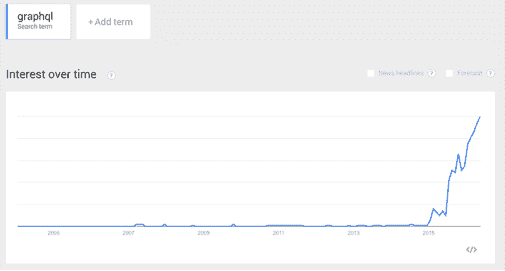 graphql
Search term
+Add term
Interest over time ?
News headlines ?
Forecast ?
2005
2007
2009
2011
2013
2015
</>